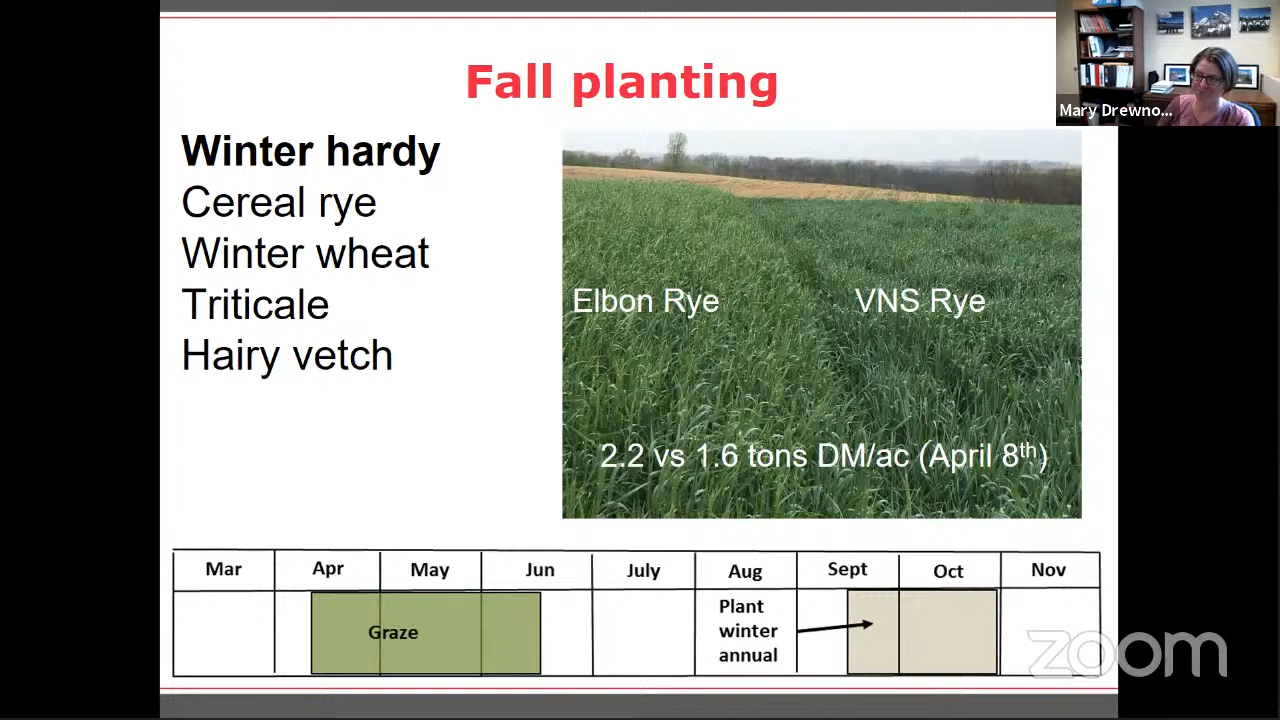 Fall planting
Mary Drewno...
Winter hardy
Cereal rye
Winter wheat
Triticale
Hairy vetch
Elbon Rye
VNS Rye
2.2 vs 1.6 tons DM/ac (April 8th)
Mar Apr May Jun July Aug Sept Oct Nov
Graze
Plant
winter
annual
zoom